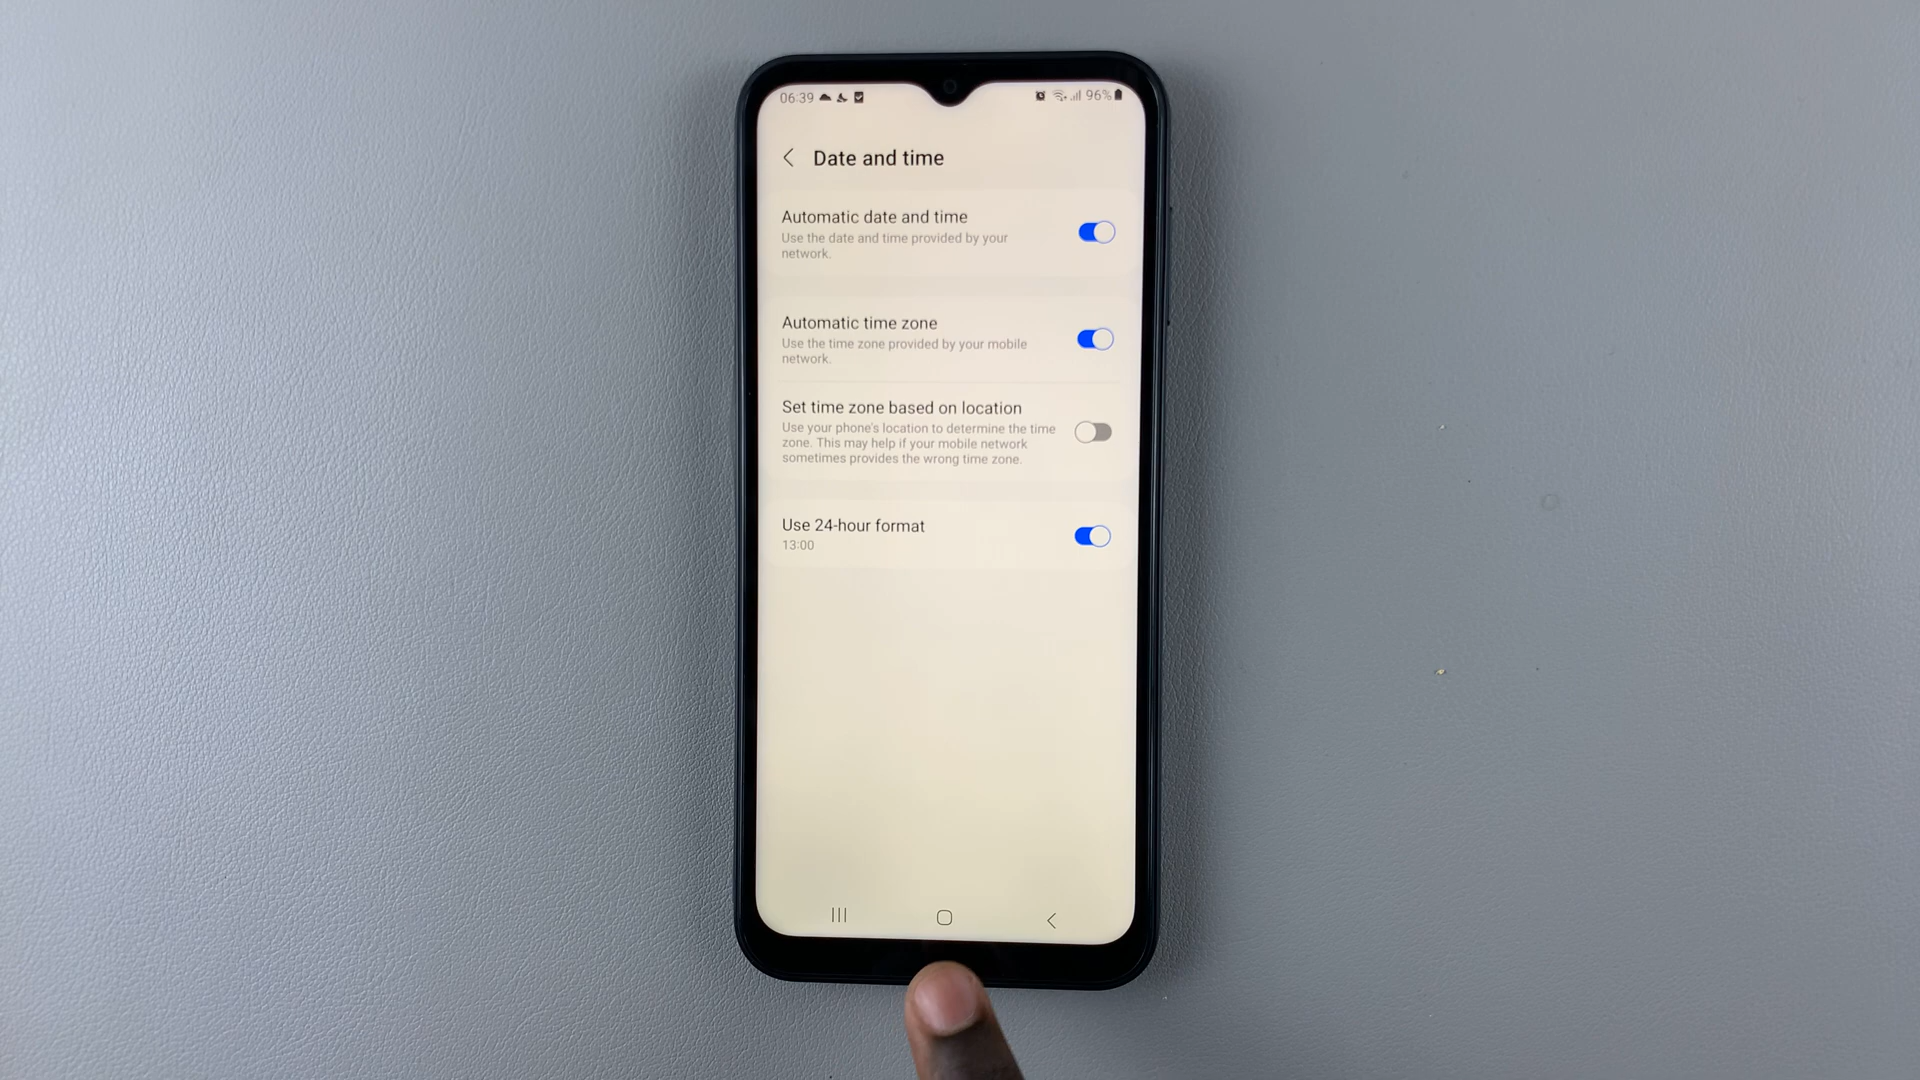 06:39
96%
Date and time
Automatic date and time
Use the date and time provided by your
network.
Automatic time zone
Use the time zone provided by your mobile
network.
Set time zone based on location
Use your phone's location to determine the time
zone. This may help if your mobile network
sometimes provides the wrong time zone.
Use 24-hour format
13:00